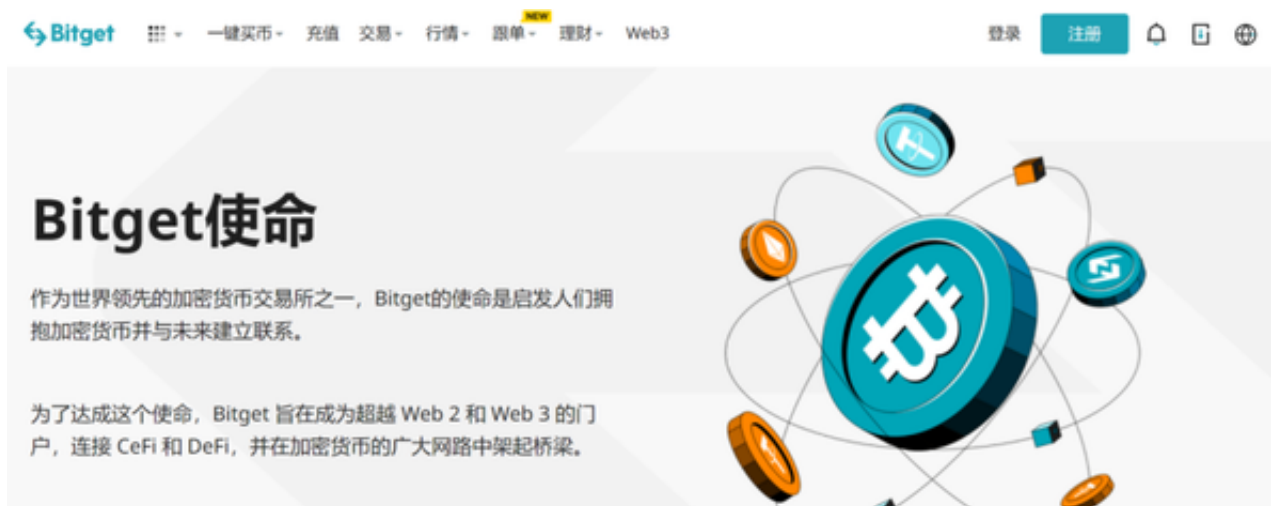 Bitget 一键买币 充值 交易 行情 跟单 NEW 理财 Web3 登录 注册
Bitget使命
作为世界领先的加密货币交易所之一，Bitget的使命是启发人们拥
抱加密货币并与未来建立联系。
为了达成这个使命，Bitget 旨在成为超越 Web 2 和 Web 3 的门
户，连接 CeFi 和 DeFi，并在加密货币的广大网路中架起桥梁。